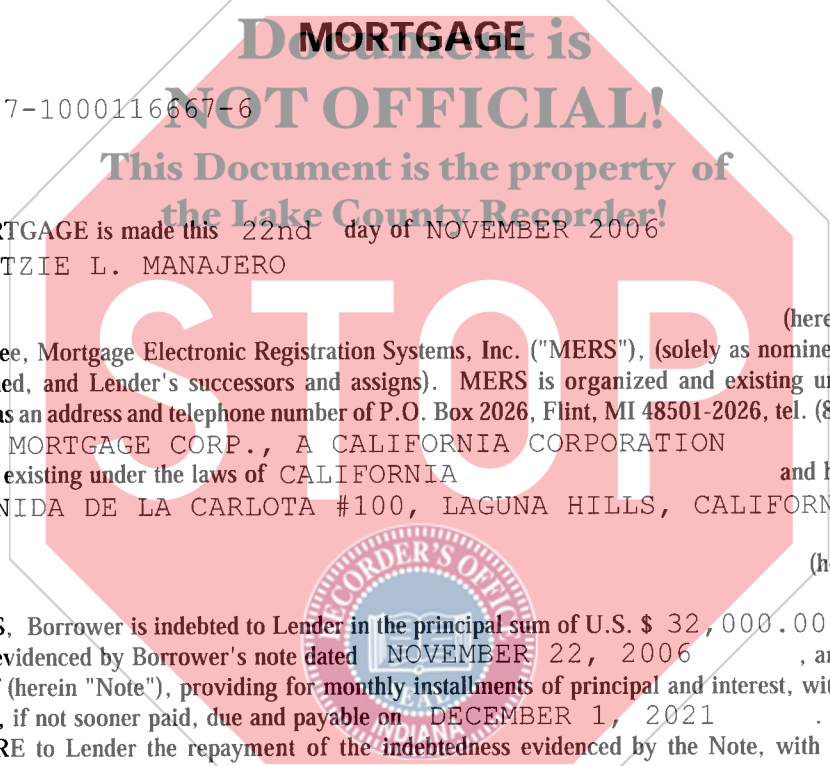 Document is
MORTGAGE
NOT OFFICIAL!
7-1000116667-6
This Document is the property of
the Lake County Recorder!
RTGAGE is made this 22nd day of NOVEMBER 2006
TZIE L. MANAJERO
STOP
(here
ee, Mortgage Electronic Registration Systems, Inc. ("MERS"), (solely as nomine
ed, and Lender's successors and assigns). MERS is organized and existing u
as an address and telephone number of P.O. Box 2026, Flint, MI 48501-2026, tel. (8
MORTGAGE CORP., A CALIFORNIA CORPORATION
existing under the laws of CALIFORNIA and h
NIDA DE LA CARLOTA #100, LAGUNA HILLS, CALIFORN
(h
RECORDER'S OFFICE
S, Borrower is indebted to Lender in the principal sum of U.S. $ 32,000.00
evidenced by Borrower's note dated NOVEMBER 22, 2006 , a
(herein "Note"), providing for monthly installments of principal and interest, wit
, if not sooner paid, due and payable on DECEMBER 1, 2021 .
INDIANA
RE to Lender the repayment of the indebtedness evidenced by the Note, with